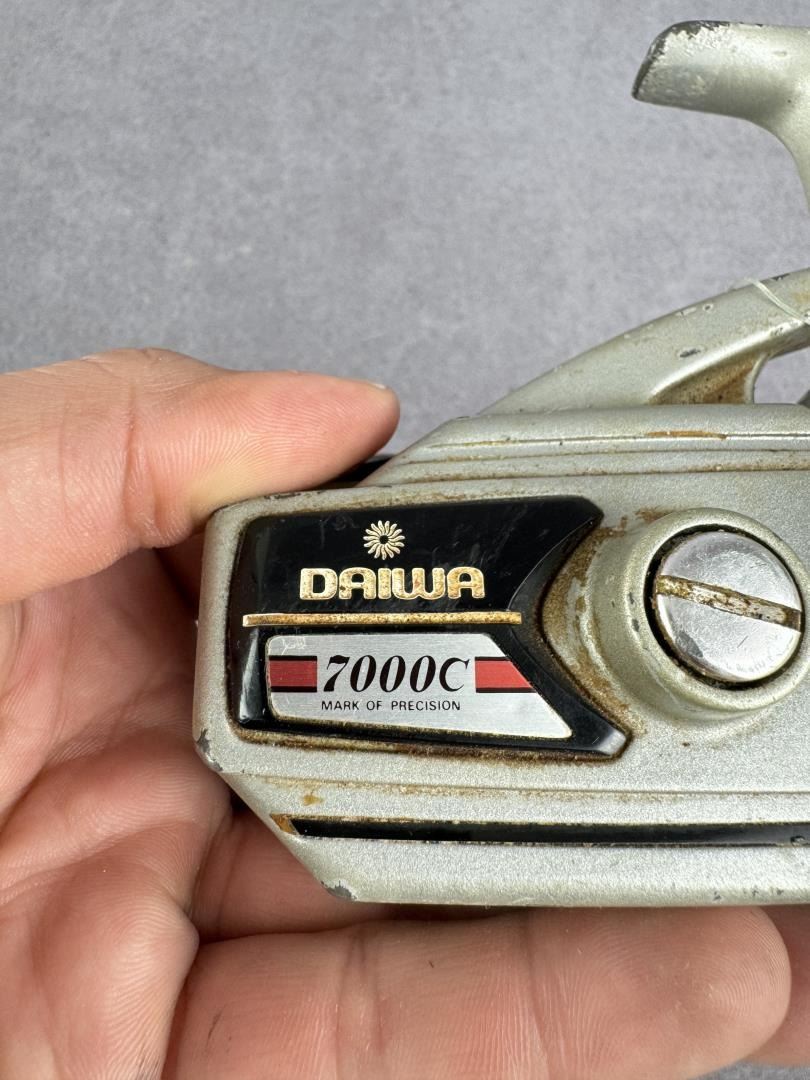 DAIWA
7000C
MARK OF PRECISION